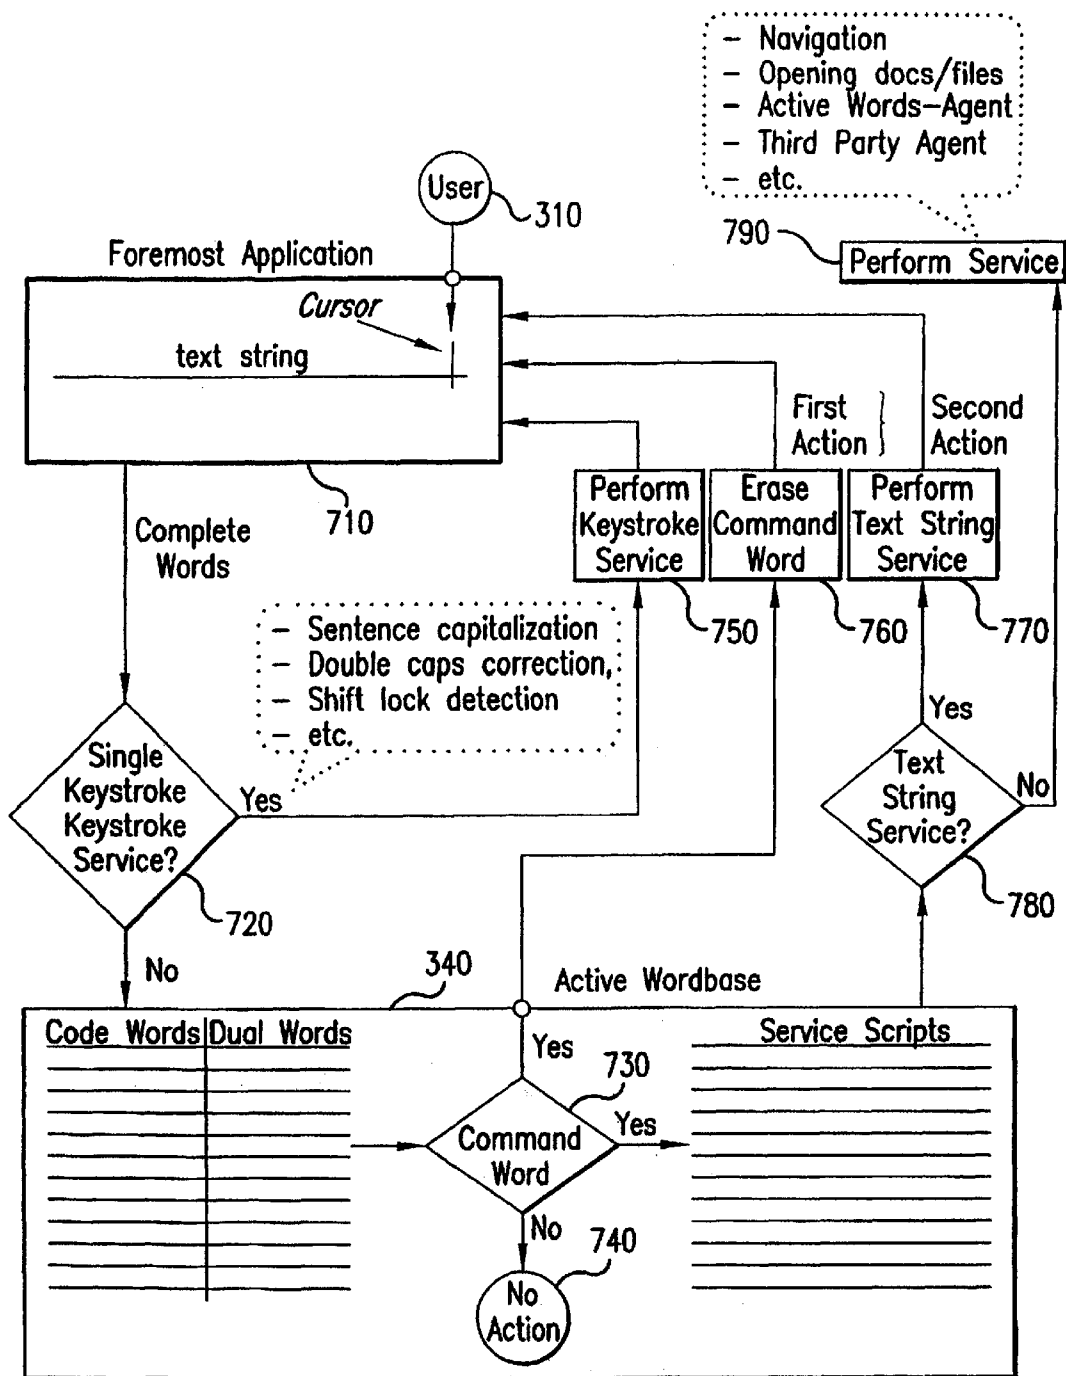 - Navigation
- Opening docs/files
- Active Words-Agent
- Third Party Agent
- etc.
User
310
790
Perform Service
Foremost Application
Cursor
text string
First
Action
Second
Action
710
Complete
Words
Perform
Keystroke
Service
Erase
Command
Word
Perform
Text String
Service
750
760
770
- Sentence capitalization
- Double caps correction,
- Shift lock detection
- etc.
Single
Keystroke
Keystroke
Service?
Yes
720
No
Yes
Text
String
Service?
No
780
340
Active Wordbase
Code Words
Dual Words
Service Scripts
Yes
730
Command
Word
Yes
No
740
No
Action